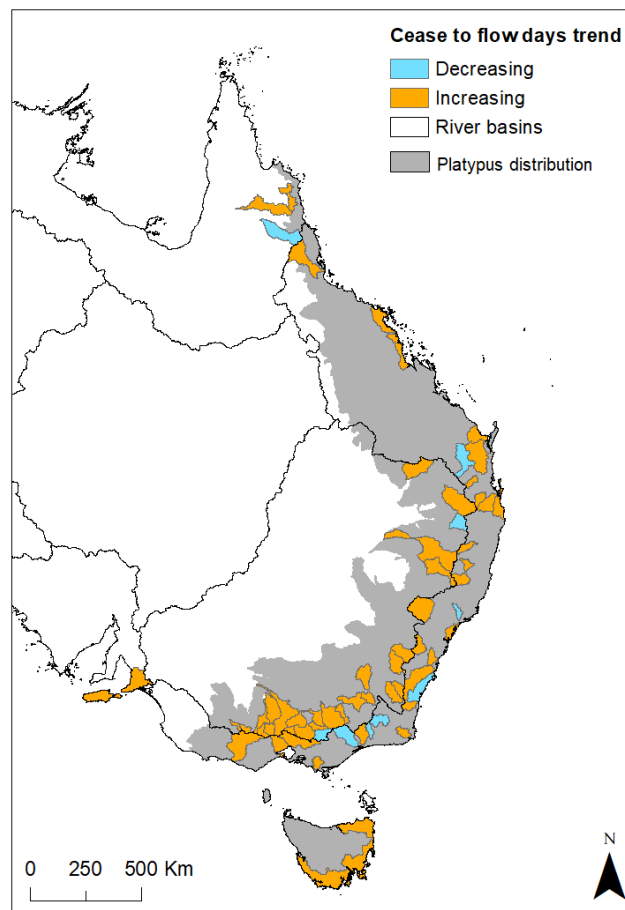 Cease to flow days trend
Decreasing
Increasing
River basins
Platypus distribution
N
0 250 500 Km